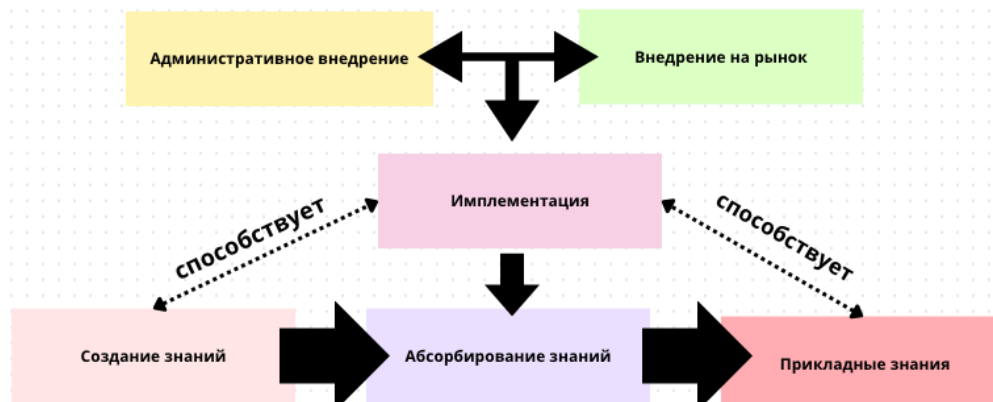 Административное внедрение
Внедрение на рынок
Имплементация
способствует
способствует
Создание знаний
Абсорбирование знаний
Прикладные знания